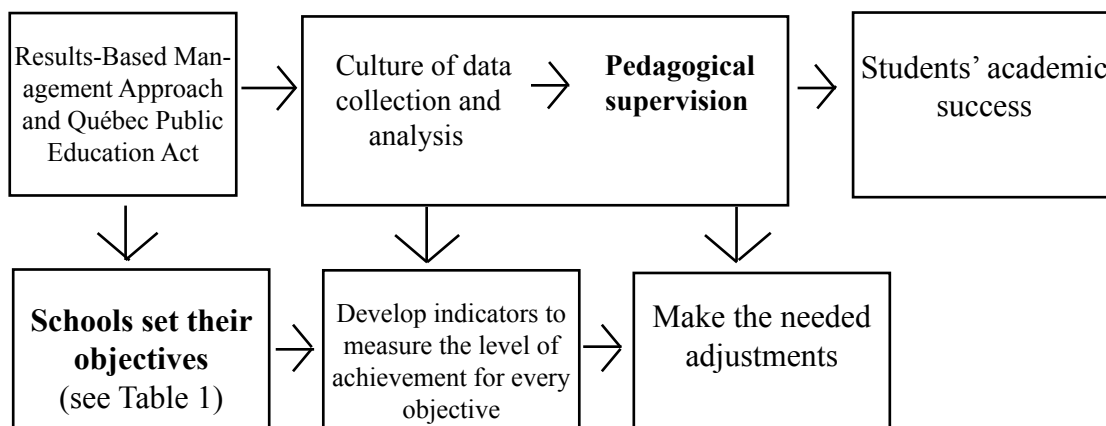 Results-Based Man-
agement Approach
and Québec Public
Education Act
Culture of data
collection and
analysis
Pedagogical
supervision
Students' academic
success
Schools set their
objectives
(see Table 1)
Develop indicators to
measure the level of
achievement for every
objective
Make the needed
adjustments